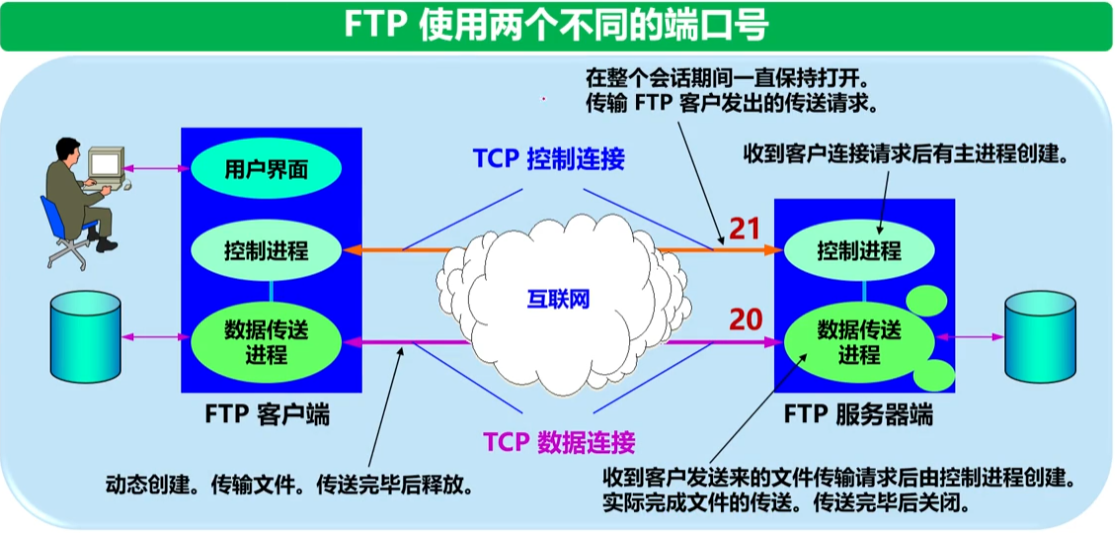 FTP 使用两个不同的端口号
在整个会话期间一直保持打开。
传输 FTP 客户发出的传送请求。
TCP 控制连接
收到客户连接请求后有主进程创建。
用户界面
21
控制进程
控制进程
互联网
20
数据传送
进程
数据传送
进程
FTP 客户端
FTP 服务器端
TCP 数据连接
动态创建。传输文件。传送完毕后释放。
收到客户发送来的文件传输请求后由控制进程创建。
实际完成文件的传送。传送完毕后关闭。